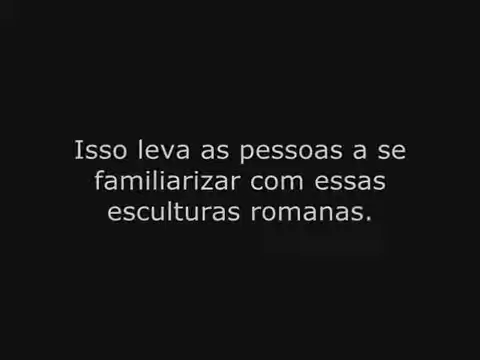 Isso leva as pessoas a se
familiarizar com essas
esculturas romanas.